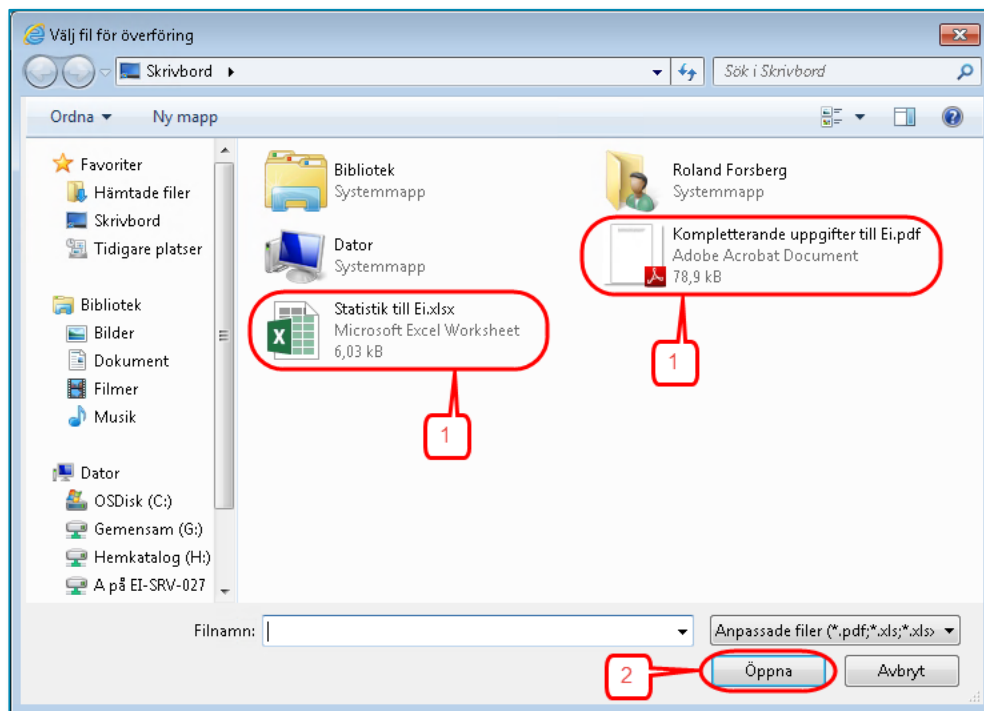 Välj fil för överföring
Skrivbord
Sök i Skrivbord
Ordna
Ny mapp
Favoriter
Hämtade filer
Skrivbord
Tidigare platser
Bibliotek
Bilder
Dokument
Filmer
Musik
Dator
OSDisk (C:)
Gemensam (G:)
Hemkatalog (H:)
A på EI-SRV-027
Bibliotek
Systemmapp
Roland Forsberg
Systemmapp
Dator
Systemmapp
Kompletterande uppgifter till Ei.pdf
Adobe Acrobat Document
78,9 kB
Statistik till Ei.xlsx
Microsoft Excel Worksheet
6,03 kB
1
1
Filnamn:
Anpassade filer (*.pdf;*.xls;*.xls
2
Öppna
Avbryt